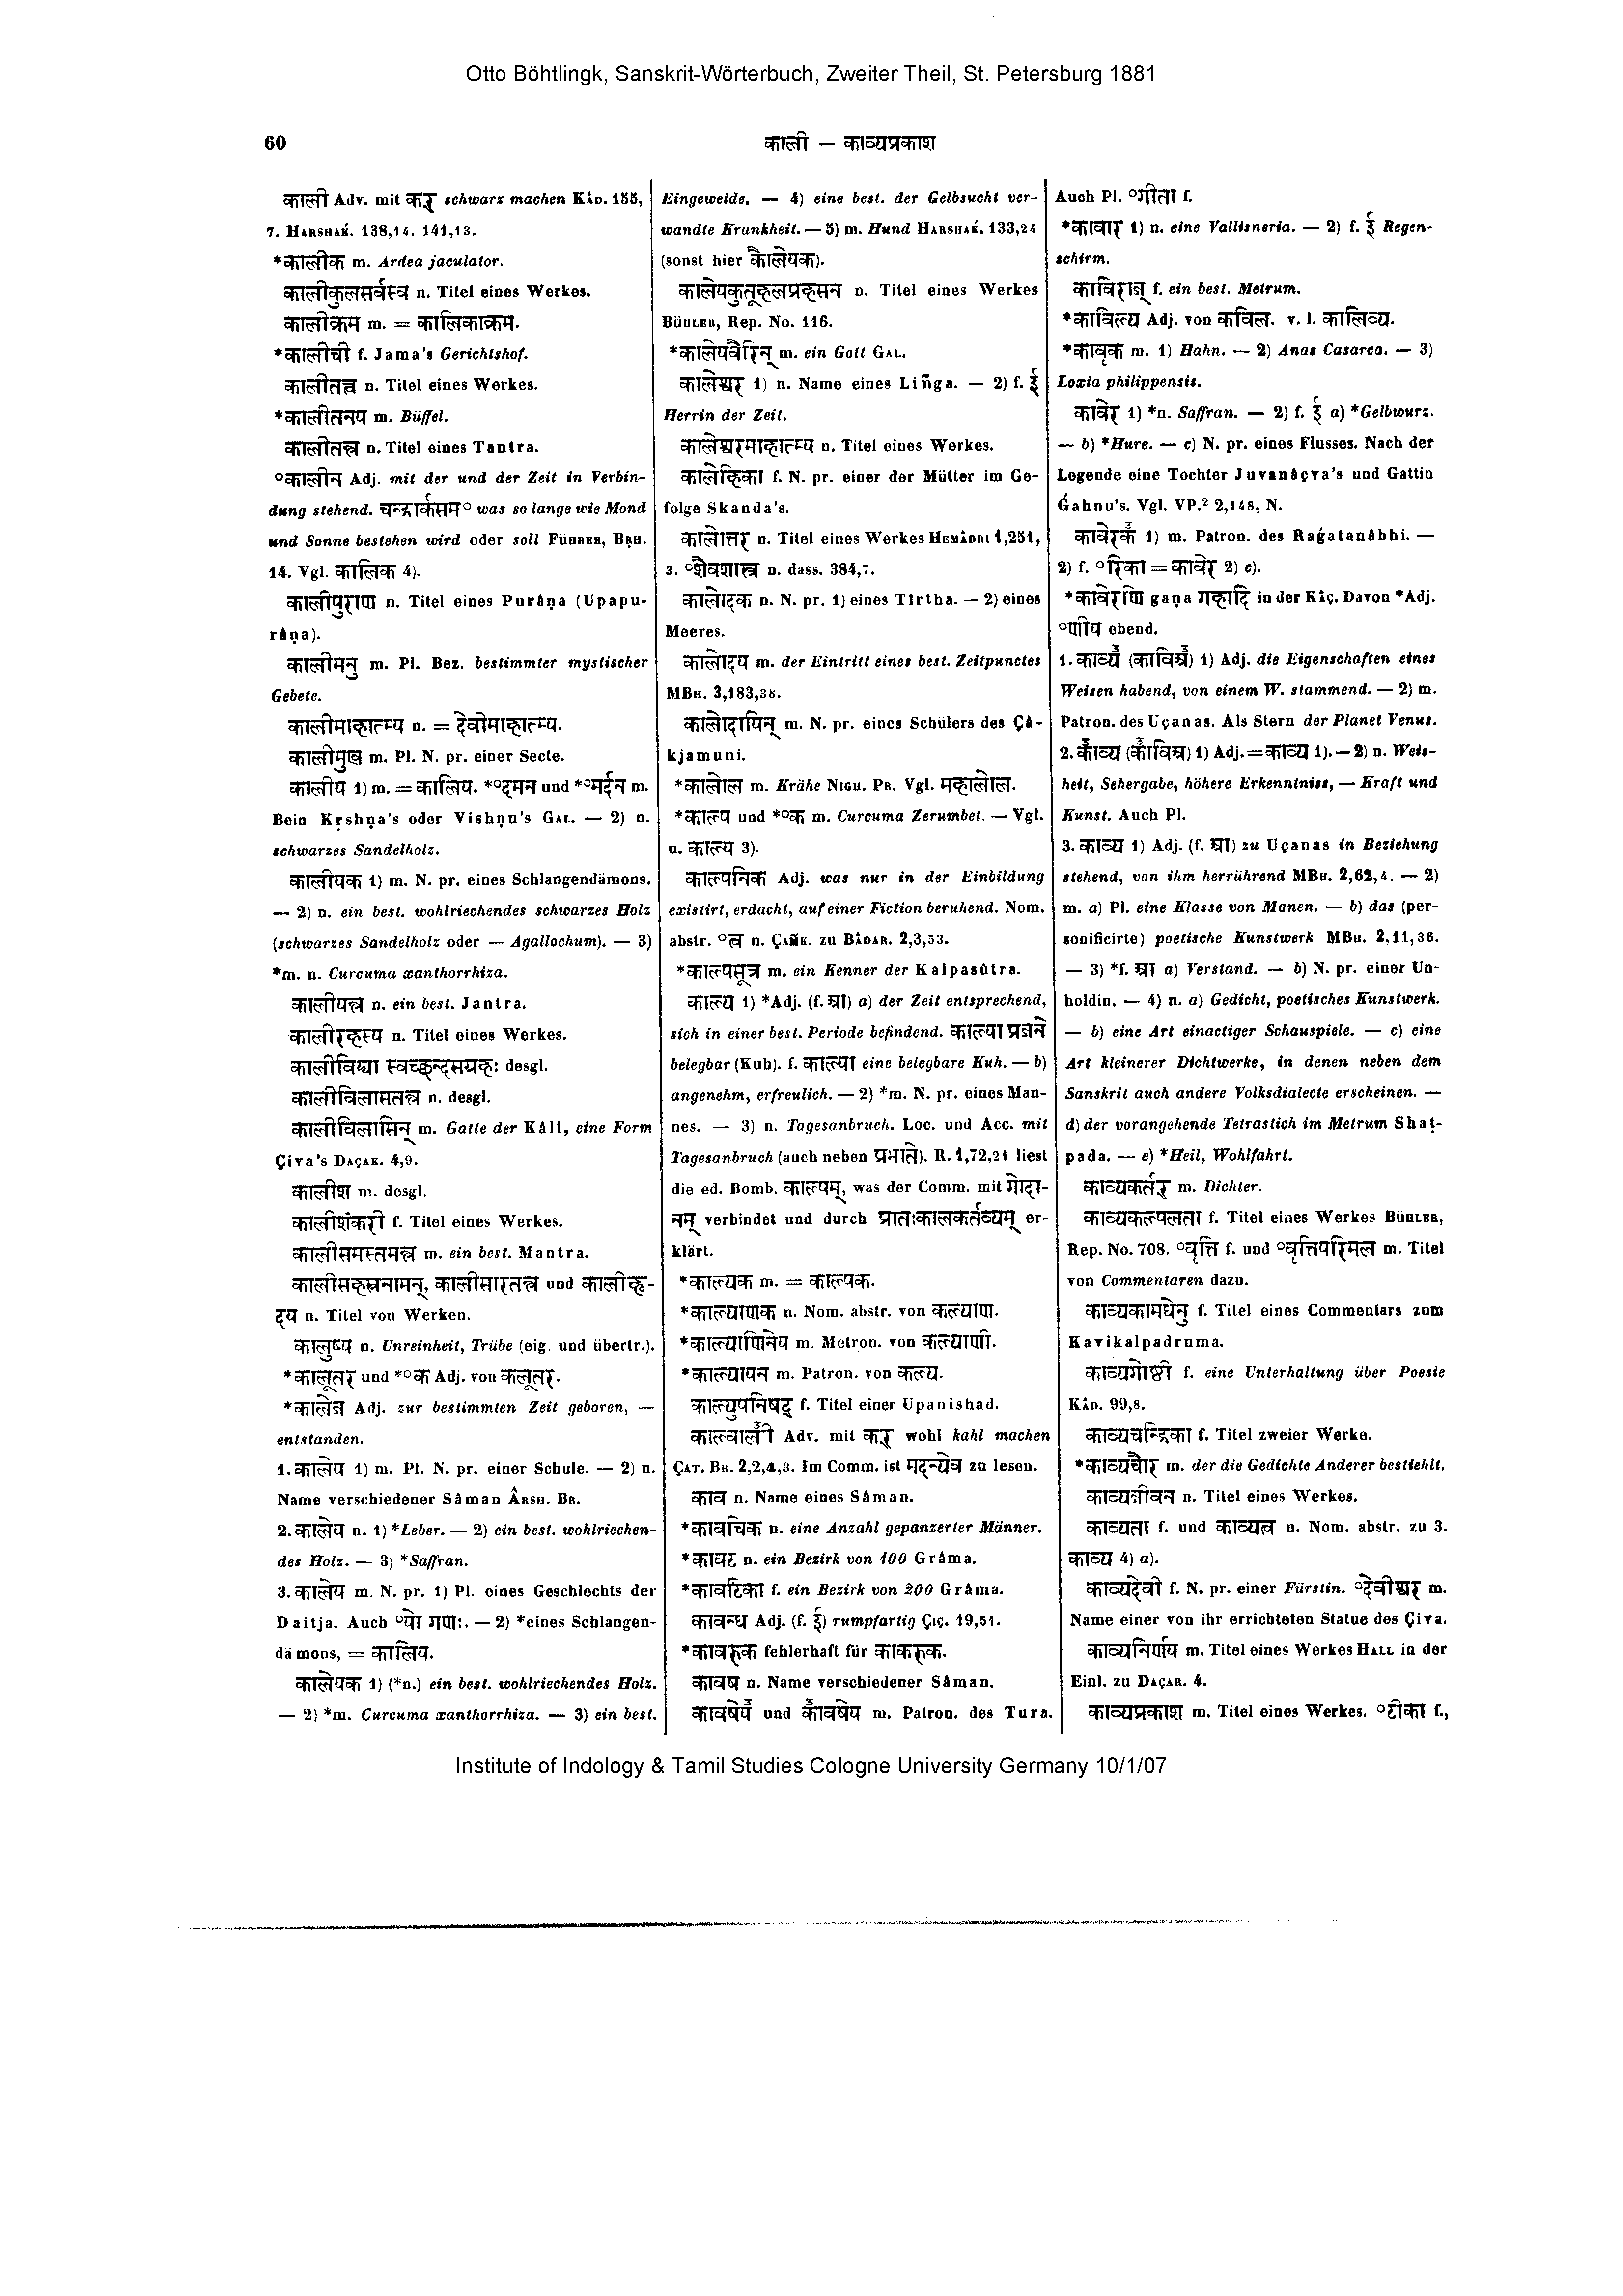 Otto Böhtlingk, Sanskrit-Wörterbuch, Zweiter Theil, St. Petersburg 1881
60
काली — काव्यप्रकाश
काली Adv. mit कर् schwarz machen KÂD. 155,
7. HARSHAḰ. 138,14. 141,13.
*कालीक m. Ardea jaculator.
कालीकुलसर्वस्व n. Titel eines Werkes.
कालीक्रम m. = कालिकाक्रम.
*कालीची f. Jama's Gerichtshof.
कालीतत्त्व n. Titel eines Werkes.
*कालीतनय m. Büffel.
कालीतन्त्र n. Titel eines Tantra.
°कालीन Adj. mit der und der Zeit in Verbin-
dung stehend. चन्द्रार्कसम° was so lange wie Mond
und Sonne bestehen wird oder soll FÜHRER, BṚH.
14. Vgl. कालिक 4).
कालीपुराण n. Titel eines Purâṇa (Upapu-
râṇa).
कालीमनु m. Pl. Bez. bestimmter mystischer
Gebete.
कालीमाहात्म्य n. = देवीमाहात्म्य.
कालीमुख m. Pl. N. pr. einer Secte.
कालीय 1) m. = कालिय. *°दमन und *°मर्दन m.
Bein Kṛshṇa's oder Vishṇu's GAL. — 2) n.
schwarzes Sandelholz.
कालीयक 1) m. N. pr. eines Schlangendämons.
— 2) n. ein best. wohlriechendes schwarzes Holz
(schwarzes Sandelholz oder — Agallochum). — 3)
*m. n. Curcuma xanthorrhiza.
कालीयन्त्र n. ein best. Jantra.
कालीरहस्य n. Titel eines Werkes.
कालीविद्या स्वच्छन्दसंग्रहः desgl.
कालीविलासतन्त्र n. desgl.
कालीविलासिन् m. Gatte der Kâlî, eine Form
Çiva's DAÇAK. 4,9.
कालीश m. desgl.
कालीशंकरी f. Titel eines Werkes.
कालीसमस्तमन्त्र m. ein best. Mantra.
कालीसहस्रनामन्, कालीसारतन्त्र und कालीहृ-
दय n. Titel von Werken.
कालुष्य n. Unreinheit, Trübe (eig. und übertr.).
*कालूतर und *°क Adj. von कलूतर.
*कालेज Adj. zur bestimmten Zeit geboren, —
entstanden.
1. कालेय 1) m. Pl. N. pr. einer Schule. — 2) n.
Name verschiedener Sâman ÂRSH. BR.
2. कालेय n. 1) *Leber. — 2) ein best. wohlriechen-
des Holz. — 3) *Saffran.
3. कालेय m. N. pr. 1) Pl. eines Geschlechts der
Daitja. Auch °यो गणः. — 2) *eines Schlangen-
dämons, = कालिय.
कालेयक 1) (*n.) ein best. wohlriechendes Holz.
— 2) *m. Curcuma xanthorrhiza. — 3) ein best.
Eingeweide. — 4) eine best. der Gelbsucht ver-
wandte Krankheit. — 5) m. Hund HARSHAḰ. 133,24
(sonst hier कौलेयक).
कालेयकुतूहलप्रहसन n. Titel eines Werkes
BÜHLER, Rep. No. 116.
*कालेयवैरिन् m. ein Gott GAL.
कालेश्वर 1) n. Name eines Liñga. — 2) f. ई
Herrin der Zeit.
कालेश्वरमाहात्म्य n. Titel eines Werkes.
कालेहिका f. N. pr. einer der Mütter im Ge-
folge Skanda's.
कालोत्तर n. Titel eines Werkes HEMÂDRI 1,251,
3. °शैवशास्त्र n. dass. 384,7.
कालोदक n. N. pr. 1) eines Tîrtha. — 2) eines
Meeres.
कालोदय m. der Eintritt eines best. Zeitpunctes
MBH. 3,183,38.
कालोदायिन् m. N. pr. eines Schülers des Çâ-
kjamuni.
*कालोल m. Krähe NIGH. PR. Vgl. महालोल.
*काल्प und *°क m. Curcuma Zerumbet. — Vgl.
u. काल्य 3).
काल्पनिक Adj. was nur in der Einbildung
existirt, erdacht, auf einer Fiction beruhend. Nom.
abstr. °त्व n. ÇAṂK. zu BÂDAR. 2,3,53.
*काल्पसूत्र m. ein Kenner der Kalpasûtra.
काल्य 1) *Adj. (f. आ) a) der Zeit entsprechend,
sich in einer best. Periode befindend. काल्या प्रजने
belegbar (Kuh). f. काल्या eine belegbare Kuh. — b)
angenehm, erfreulich. — 2) *m. N. pr. eines Man-
nes. — 3) n. Tagesanbruch. Loc. und Acc. mit
Tagesanbruch (auch neben प्रभाते). R. 1,72,21 liest
die ed. Bomb. काल्यम्, was der Comm. mit गोदा-
नम् verbindet und durch प्रातःकालकर्तव्यम् er-
klärt.
*काल्यक m. = काल्पक.
*काल्याणक n. Nom. abstr. von कल्याण.
*काल्याणिनेय m. Metron. von कल्याणी.
*काल्यायन m. Patron. von कल्य.
काल्युपनिषद् f. Titel einer Upanishad.
काल्वाली Adv. mit कर् wohl kahl machen
ÇAT. BR. 2,2,4,3. Im Comm. ist मदन्येव zu lesen.
काव n. Name eines Sâman.
*कावचिक n. eine Anzahl gepanzerter Männer.
*कावट n. ein Bezirk von 100 Grâma.
*कावटिका f. ein Bezirk von 200 Grâma.
कावन्ध Adj. (f. ई) rumpfartig ÇIÇ. 19,51.
*कावरुक fehlerhaft für काकरुक.
कावष n. Name verschiedener Sâman.
कावषेय und कावषेय m. Patron. des Tura.
Auch Pl. °गीता f.
*कावार 1) n. eine Vallisneria. — 2) f. ई Regen-
schirm.
काविराज् f. ein best. Metrum.
*काविल्य Adj. von कविल. v. l. कालिव्य.
*कावृक m. 1) Hahn. — 2) Anas Casarca. — 3)
Loxia philippensis.
कावेर 1) *n. Saffran. — 2) f. ई a) *Gelbwurz.
— b) *Hure. — c) N. pr. eines Flusses. Nach der
Legende eine Tochter Juvanâçva's und Gattin
Ǵahnu's. Vgl. VP.² 2,148, N.
कावेरक 1) m. Patron. des Raǵatanâbhi. —
2) f. °रिका = कावेर 2) c).
*कावेरणि gaṇa गहादि in der Kâç. Davon *Adj.
°णीय ebend.
1. काव्य (काविअ) 1) Adj. die Eigenschaften eines
Weisen habend, von einem W. stammend. — 2) m.
Patron. des Uçanas. Als Stern der Planet Venus.
2. काव्य (काविअ) 1) Adj. = काव्य 1). — 2) n. Weis-
heit, Sehergabe, höhere Erkenntniss, — Kraft und
Kunst. Auch Pl.
3. काव्य 1) Adj. (f. आ) zu Uçanas in Beziehung
stehend, von ihm herrührend MBH. 2,62,4. — 2)
m. a) Pl. eine Klasse von Manen. — b) das (per-
sonificirte) poetische Kunstwerk MBH. 2,11,36.
— 3) *f. आ a) Verstand. — b) N. pr. einer Un-
holdin. — 4) n. a) Gedicht, poetisches Kunstwerk.
— b) eine Art einactiger Schauspiele. — c) eine
Art kleinerer Dichtwerke, in denen neben dem
Sanskrit auch andere Volksdialecte erscheinen. —
d) der vorangehende Tetrastich im Metrum Shaṭ-
pada. — e) *Heil, Wohlfahrt.
काव्यकर्तर् m. Dichter.
काव्यकल्पलता f. Titel eines Werkes BÜHLER,
Rep. No. 708. °वृत्ति f. und °वृत्तिपरिमल m. Titel
von Commentaren dazu.
काव्यकामधेनु f. Titel eines Commentars zum
Kavikalpadruma.
काव्यगोष्ठी f. eine Unterhaltung über Poesie
KÂD. 99,8.
काव्यचन्द्रिका f. Titel zweier Werke.
*काव्यचौर m. der die Gedichte Anderer bestiehlt.
काव्यजीवन n. Titel eines Werkes.
काव्यता f. und काव्यत्व n. Nom. abstr. zu 3.
काव्य 4) a).
काव्यदेवी f. N. pr. einer Fürstin. °देवीश्वर m.
Name einer von ihr errichteten Statue des Çiva.
काव्यनिर्णय m. Titel eines Werkes HALL in der
Einl. zu DAÇAR. 4.
काव्यप्रकाश m. Titel eines Werkes. °टीका f.,
Institute of Indology & Tamil Studies Cologne University Germany 10/1/07